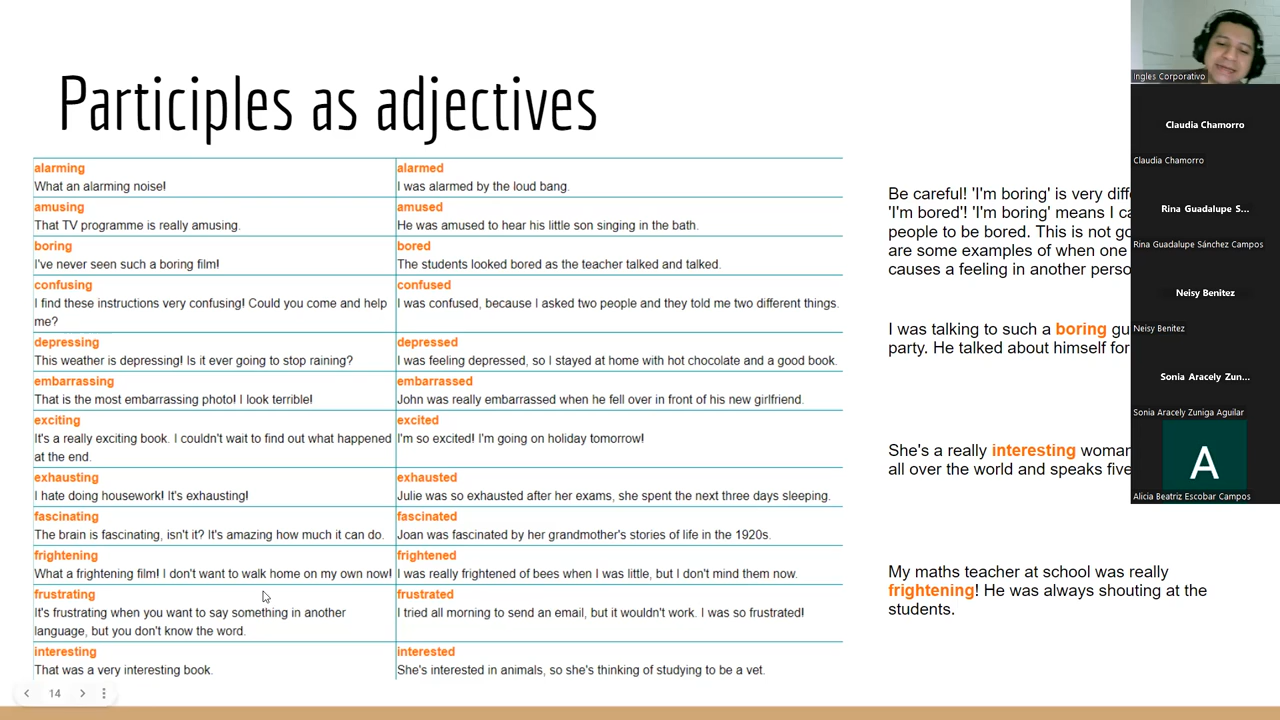 Participles as adjectives
alarming
What an alarming noise!
alarmed
I was alarmed by the loud bang.
amusing
That TV programme is really amusing.
amused
He was amused to hear his little son singing in the bath.
boring
I've never seen such a boring film!
bored
The students looked bored as the teacher talked and talked.
confusing
I find these instructions very confusing! Could you come and help
me?
confused
I was confused, because I asked two people and they told me two different things.
depressing
This weather is depressing! Is it ever going to stop raining?
depressed
I was feeling depressed, so I stayed at home with hot chocolate and a good book.
embarrassing
That is the most embarrassing photo! I look terrible!
embarrassed
John was really embarrassed when he fell over in front of his new girlfriend.
exciting
It's a really exciting book. I couldn't wait to find out what happened
at the end.
excited
I'm so excited! I'm going on holiday tomorrow!
exhausting
I hate doing housework! It's exhausting!
exhausted
Julie was so exhausted after her exams, she spent the next three days sleeping.
fascinating
The brain is fascinating, isn't it? It's amazing how much it can do.
fascinated
Joan was fascinated by her grandmother's stories of life in the 1920s.
frightening
What a frightening film! I don't want to walk home on my own now!
frightened
I was really frightened of bees when I was little, but I don't mind them now.
frustrating
It's frustrating when you want to say something in another
language, but you don't know the word.
frustrated
I tried all morning to send an email, but it wouldn't work. I was so frustrated!
interesting
That was a very interesting book.
interested
She's interested in animals, so she's thinking of studying to be a vet.
14
Be careful! 'I'm boring' is very
'I'm bored'! 'I'm boring' means I
people to be bored. This is not
are some examples of when one
causes a feeling in another
I was talking to such a boring
party. He talked about himself for
She's a really interesting
all over the world and speaks five
My maths teacher at school was really
frightening! He was always shouting at the
students.
Ingles Corporativo
Claudia Chamorro
Claudia Chamorro
Rina Guadalupe S...
Rina Guadalupe Sánchez Campos
Neisy Benitez
Neisy Benitez
Sonia Aracely Zun...
Sonia Aracely Zuniga Aguilar
A
Alicia Beatriz Escobar Campos